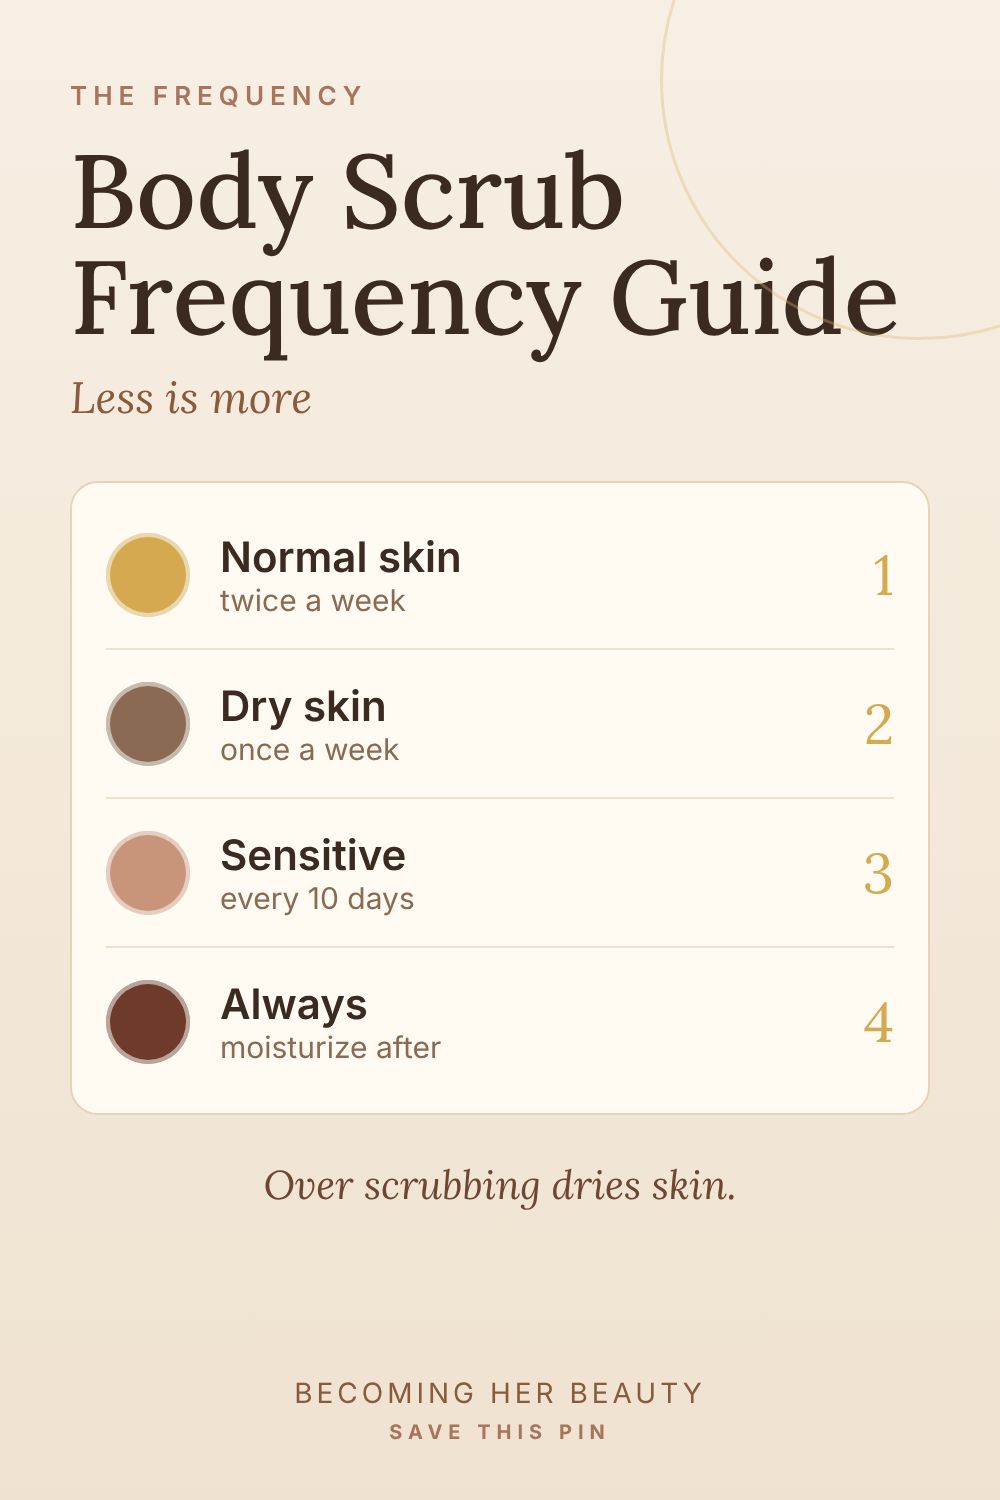 THE FREQUENCY
Body Scrub
Frequency Guide
Less is more
Normal skin
twice a week
1
Dry skin
once a week
2
Sensitive
every 10 days
3
Always
moisturize after
4
Over scrubbing dries skin.
BECOMING HER BEAUTY
SAVE THIS PIN